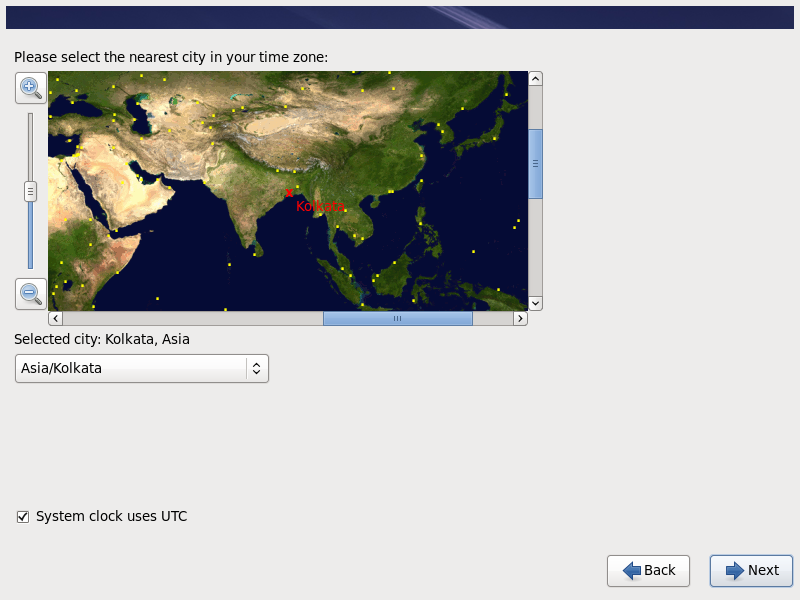 Please select the nearest city in your time zone:
Kolkata
Selected city: Kolkata, Asia
Asia/Kolkata
System clock uses UTC
Back
Next